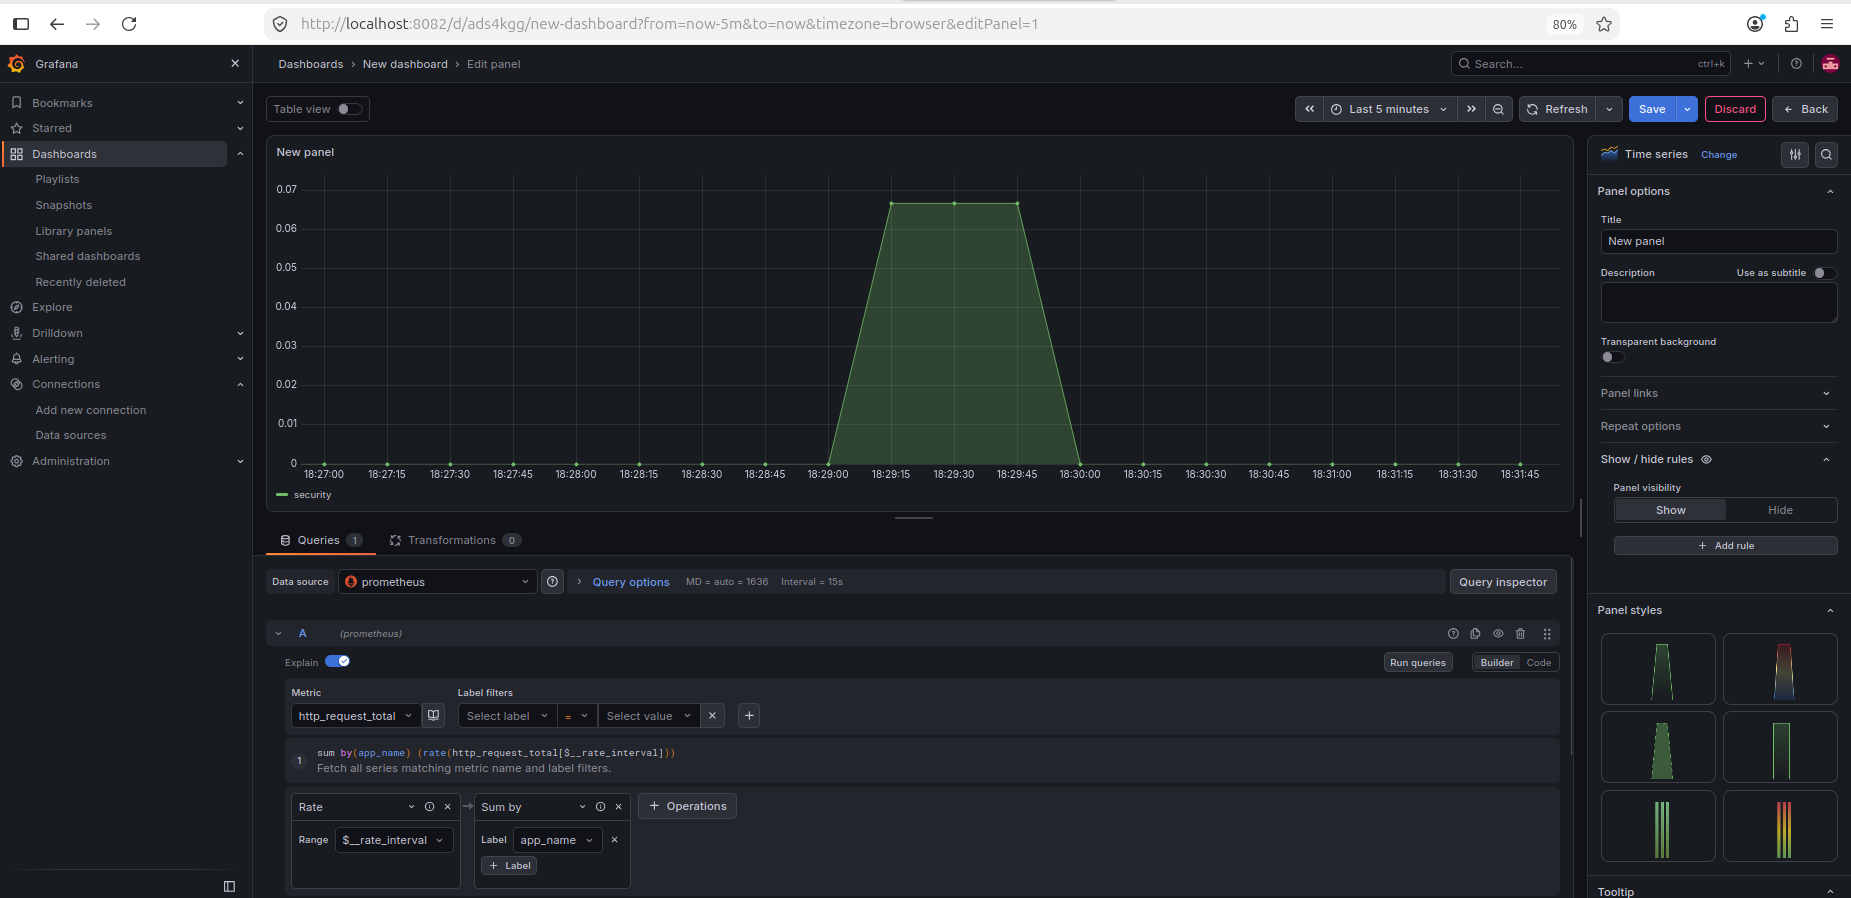 http://localhost:8082/d/ads4kgg/new-dashboard?from=now-5m&to=now&timezone=browser&editPanel=1
80%
Grafana
Dashboards › New dashboard › Edit panel
Search...
ctrl+k
Bookmarks
Starred
Dashboards
Playlists
Snapshots
Library panels
Shared dashboards
Recently deleted
Explore
Drilldown
Alerting
Connections
Add new connection
Data sources
Administration
Table view
Last 5 minutes
Refresh
Save
Discard
Back
New panel
0.07
0.06
0.05
0.04
0.03
0.02
0.01
0
18:27:00 18:27:15 18:27:30 18:27:45 18:28:00 18:28:15 18:28:30 18:28:45 18:29:00 18:29:15 18:29:30 18:29:45 18:30:00 18:30:15 18:30:30 18:30:45 18:31:00 18:31:15 18:31:30 18:31:45
security
Queries 1
Transformations 0
Data source
prometheus
Query options
MD = auto = 1636
Interval = 15s
Query inspector
A
(prometheus)
Explain
Run queries
Builder
Code
Metric
Label filters
http_request_total
Select label
=
Select value
1
sum by(app_name) (rate(http_request_total[$__rate_interval]))
Fetch all series matching metric name and label filters.
Rate
Sum by
+ Operations
Range
$__rate_interval
Label
app_name
+ Label
Time series
Change
Panel options
Title
New panel
Description
Use as subtitle
Transparent background
Panel links
Repeat options
Show / hide rules
Panel visibility
Show
Hide
+ Add rule
Panel styles
Tooltip